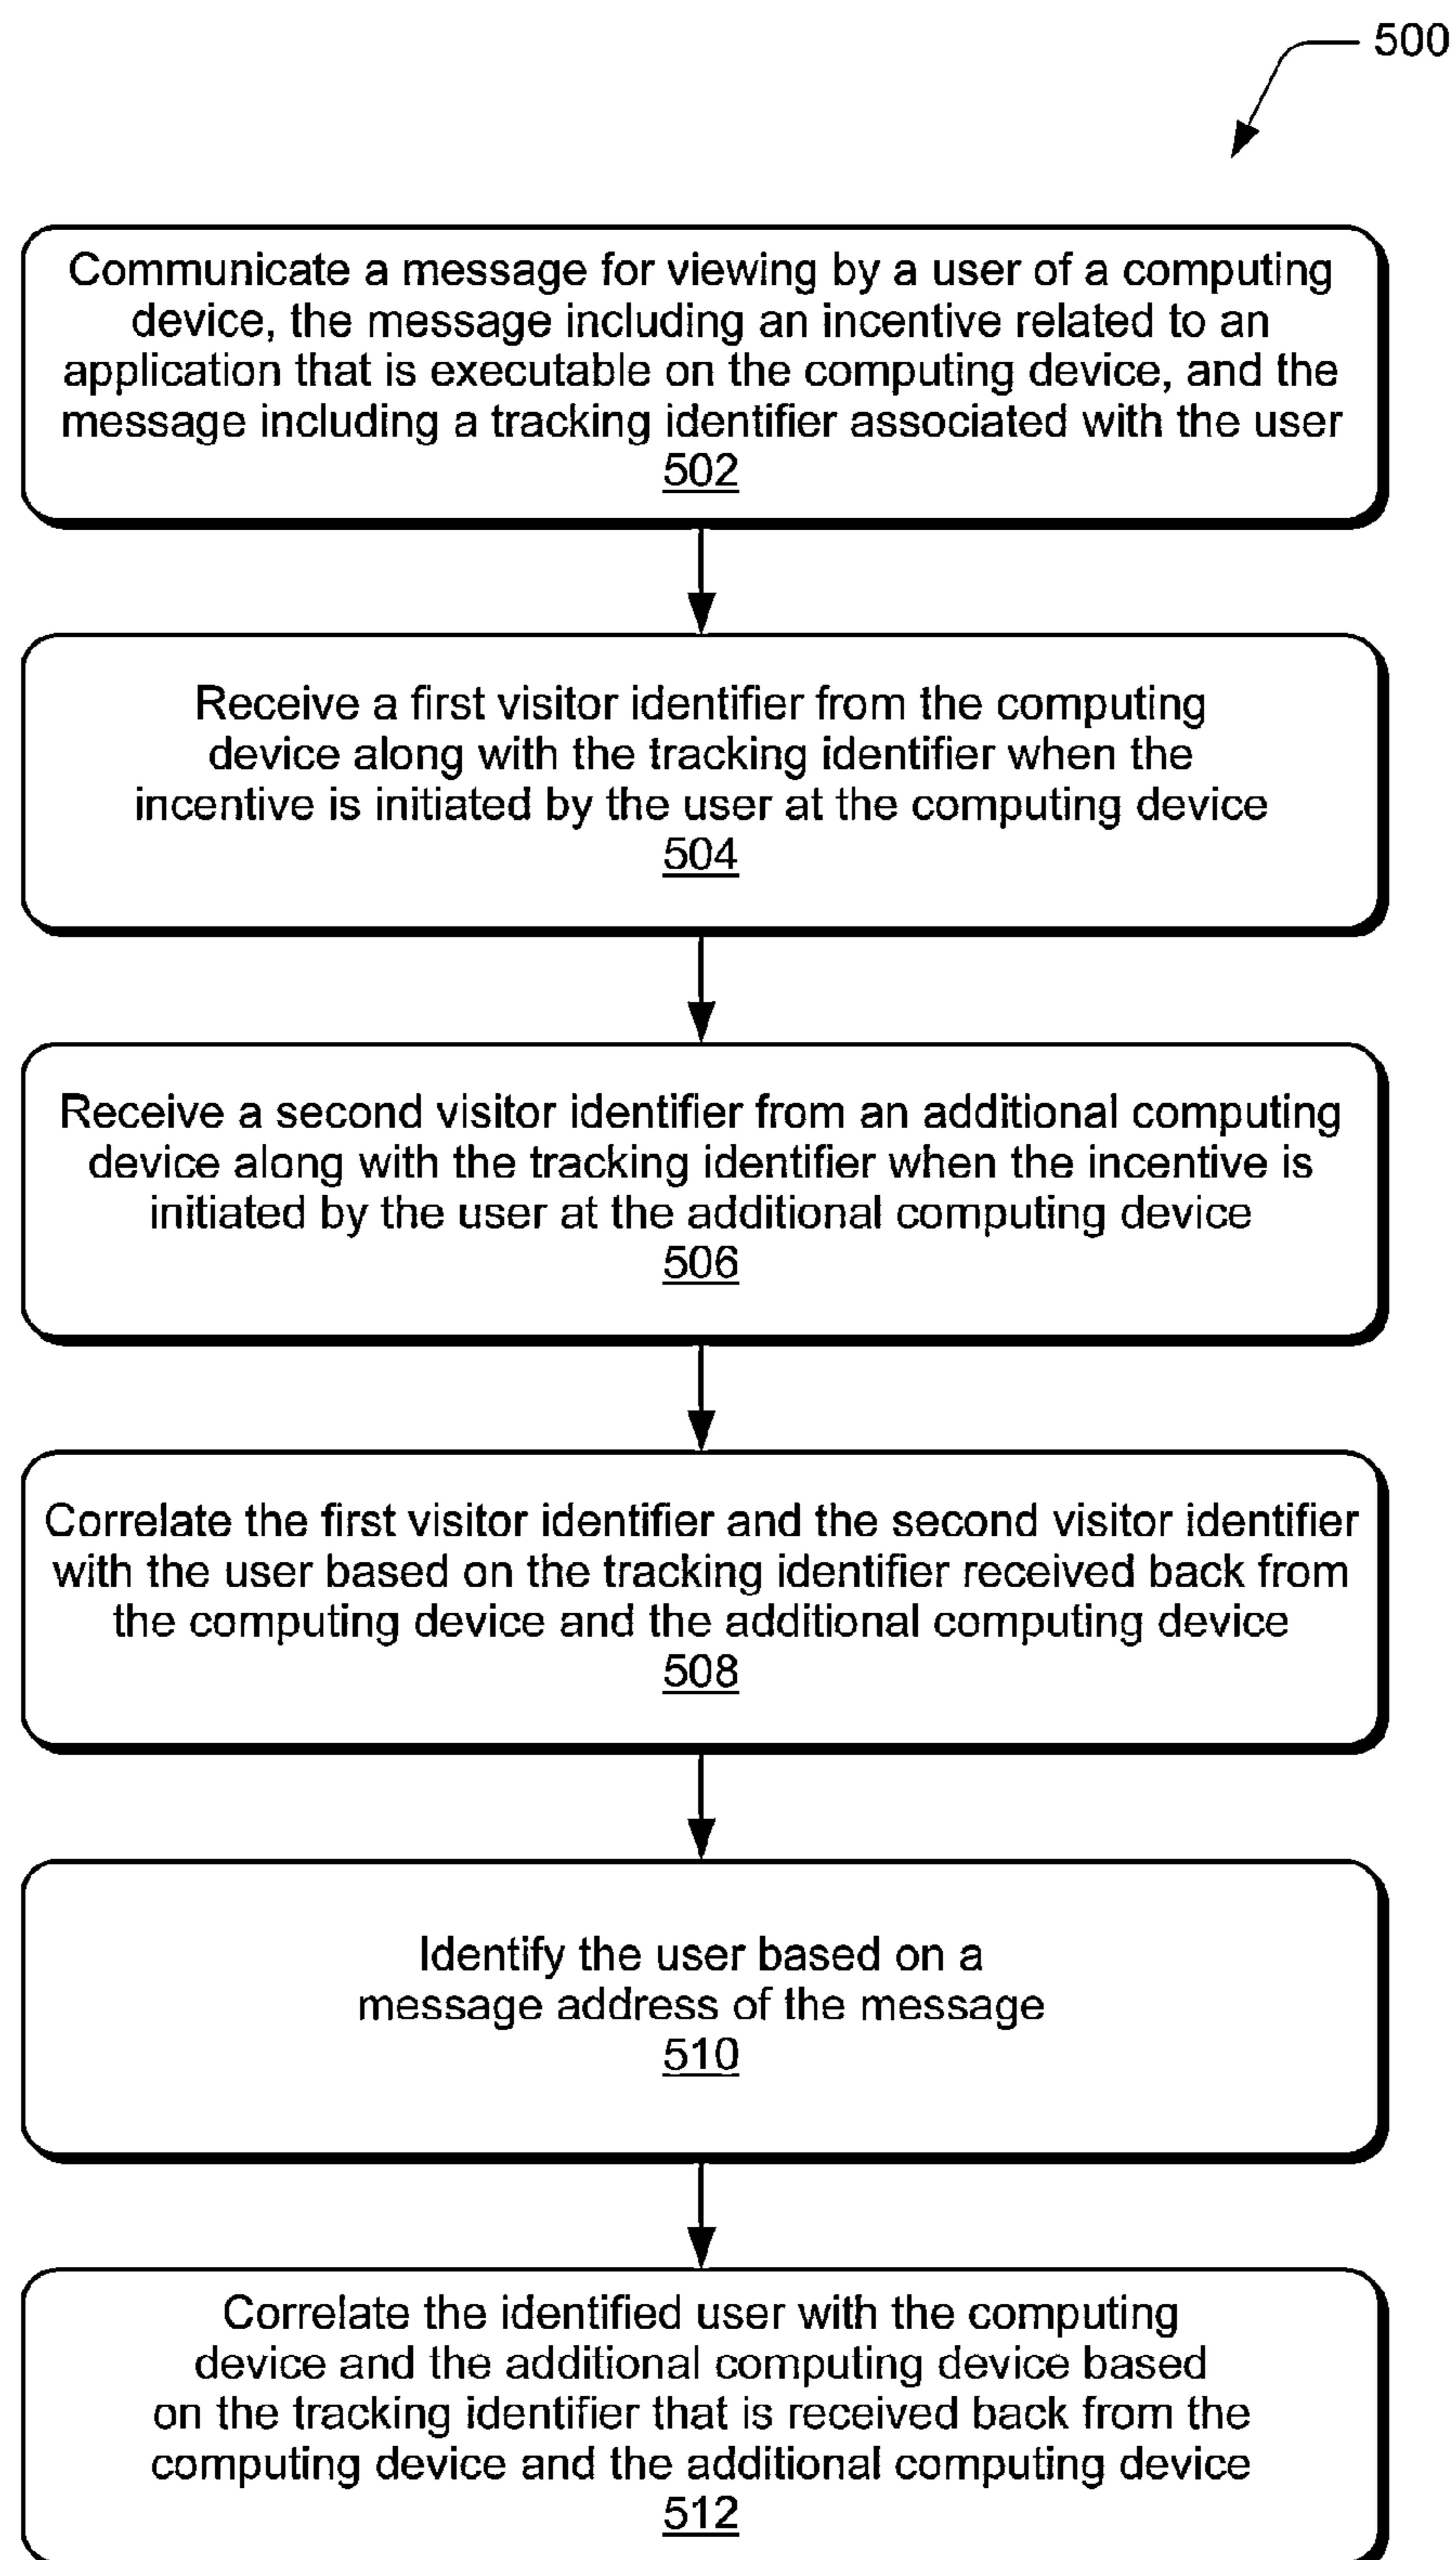 500
Communicate a message for viewing by a user of a computing
device, the message including an incentive related to an
application that is executable on the computing device, and the
message including a tracking identifier associated with the user
502
Receive a first visitor identifier from the computing
device along with the tracking identifier when the
incentive is initiated by the user at the computing device
504
Receive a second visitor identifier from an additional computing
device along with the tracking identifier when the incentive is
initiated by the user at the additional computing device
506
Correlate the first visitor identifier and the second visitor identifier
with the user based on the tracking identifier received back from
the computing device and the additional computing device
508
Identify the user based on a
message address of the message
510
Correlate the identified user with the computing
device and the additional computing device based
on the tracking identifier that is received back from the
computing device and the additional computing device
512